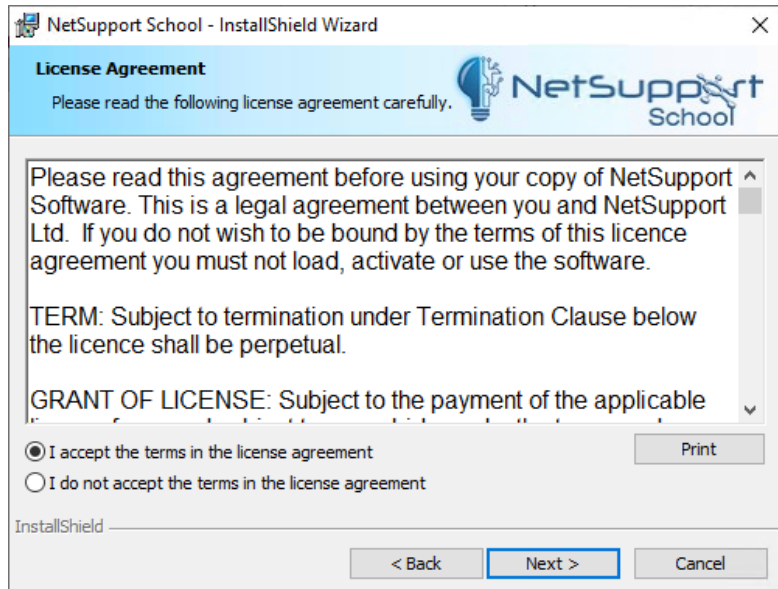 NetSupport School - InstallShield Wizard
License Agreement
Please read the following license agreement carefully.
NetSupport
School
Please read this agreement before using your copy of NetSupport
Software. This is a legal agreement between you and NetSupport
Ltd.  If you do not wish to be bound by the terms of this licence
agreement you must not load, activate or use the software.
TERM: Subject to termination under Termination Clause below
the licence shall be perpetual.
GRANT OF LICENSE: Subject to the payment of the applicable
I accept the terms in the license agreement
Print
I do not accept the terms in the license agreement
InstallShield
< Back
Next >
Cancel